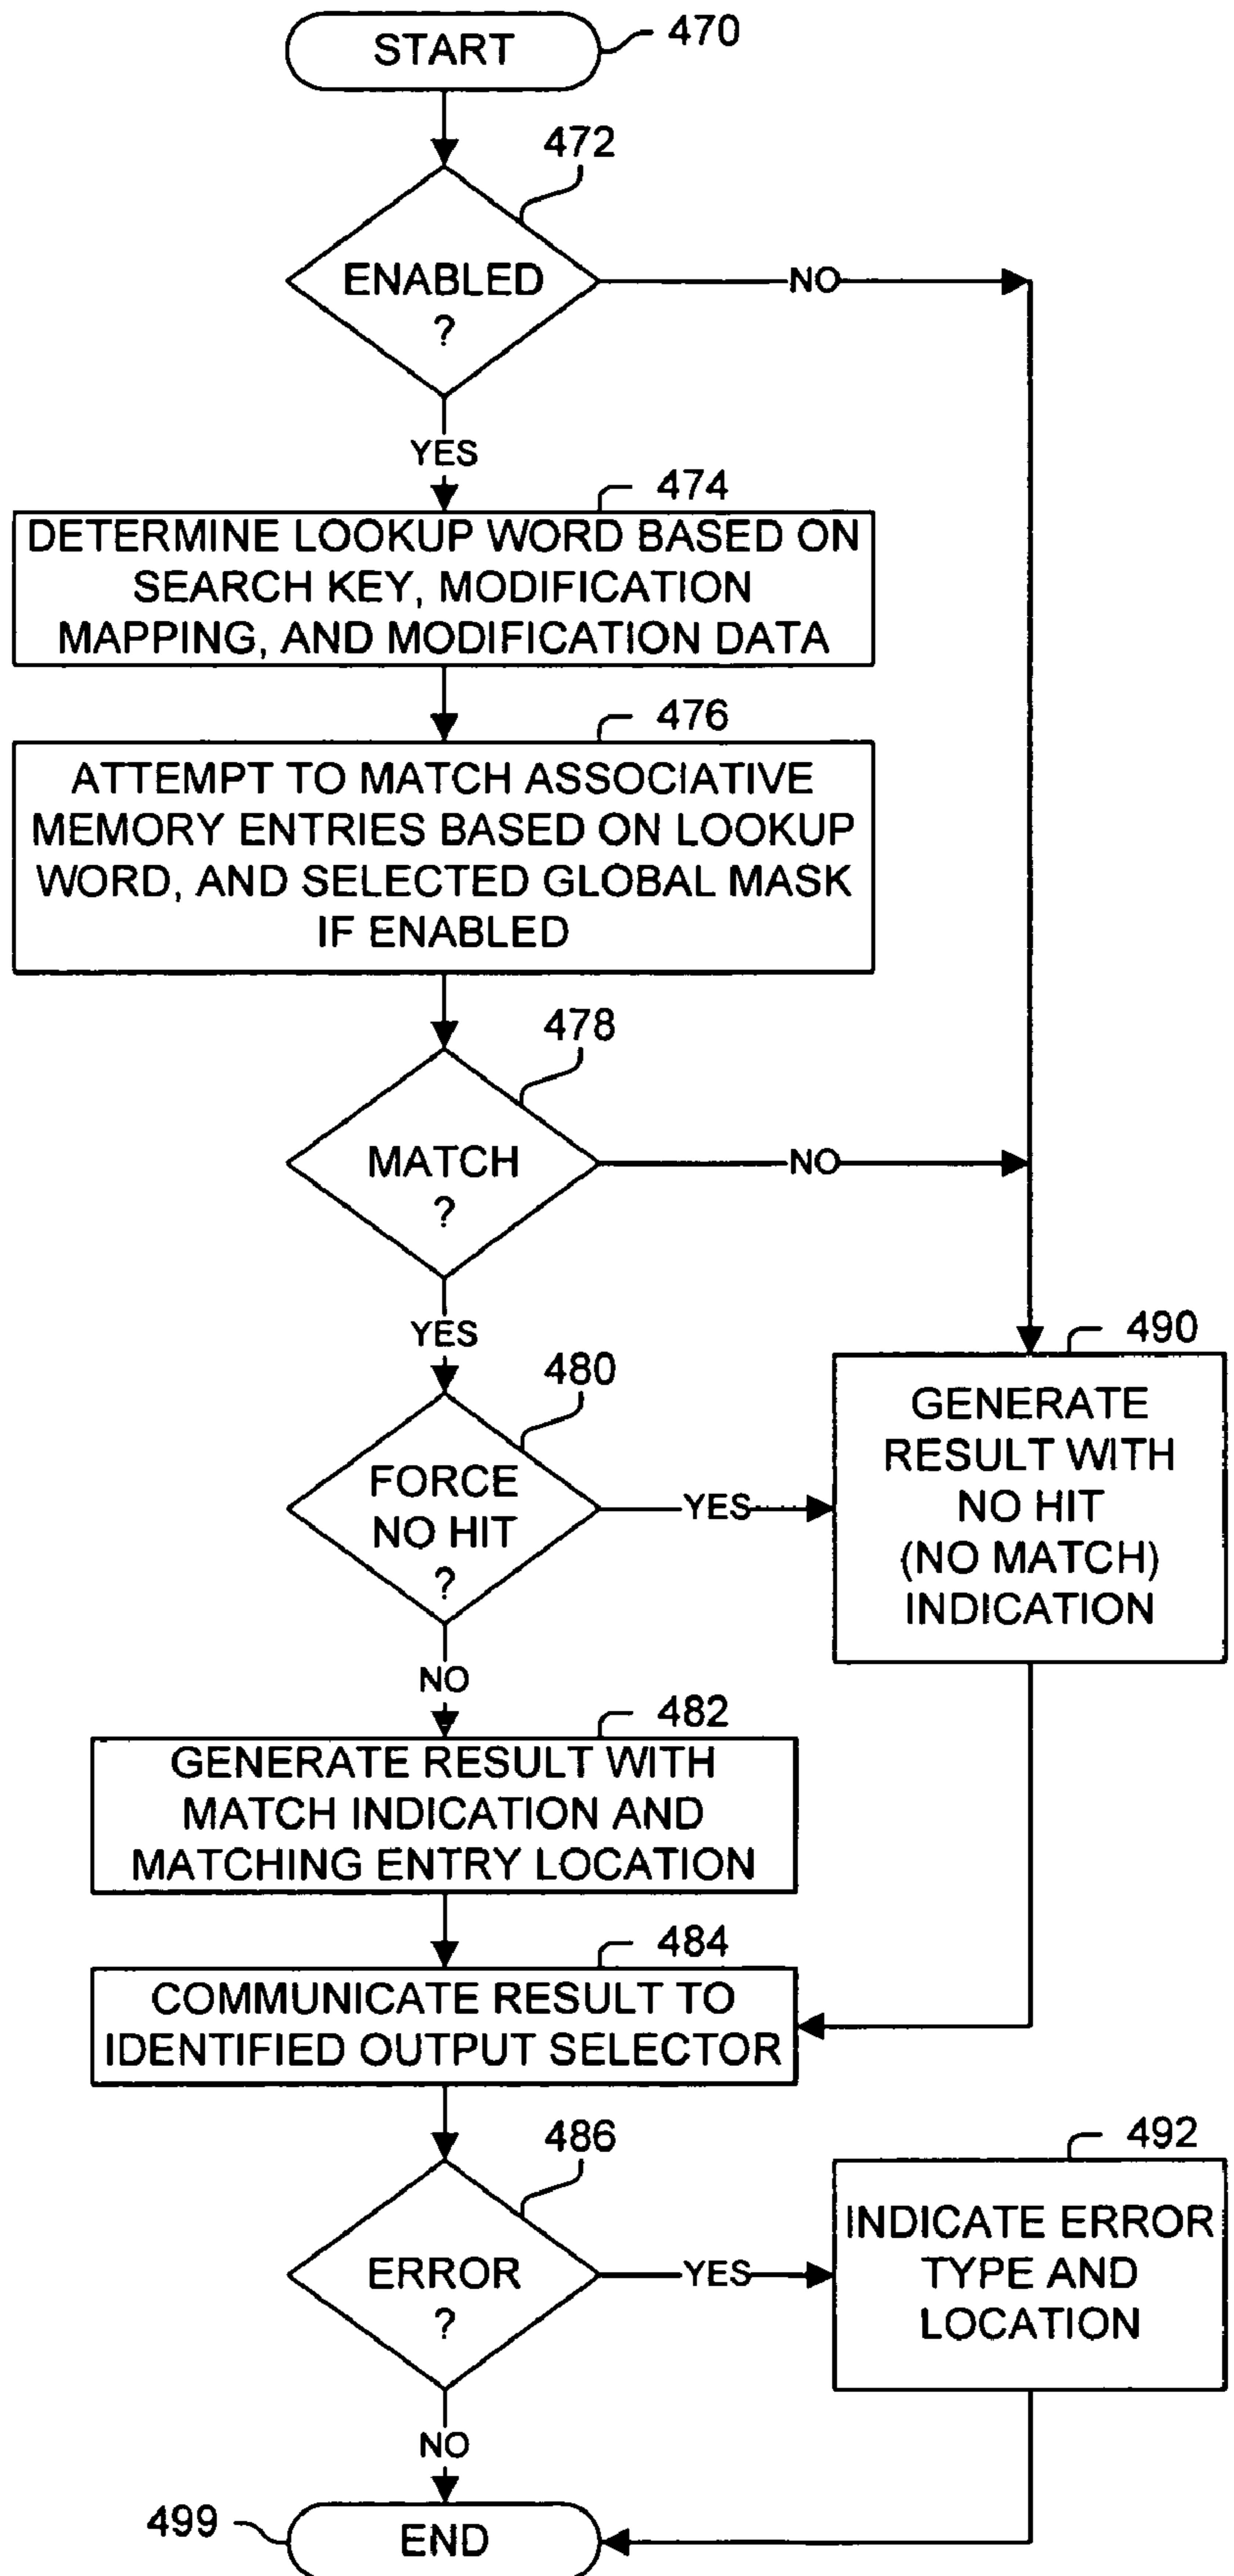 START
470
472
ENABLED
?
NO
YES
474
DETERMINE LOOKUP WORD BASED ON
SEARCH KEY, MODIFICATION
MAPPING, AND MODIFICATION DATA
476
ATTEMPT TO MATCH ASSOCIATIVE
MEMORY ENTRIES BASED ON LOOKUP
WORD, AND SELECTED GLOBAL MASK
IF ENABLED
478
MATCH
?
NO
YES
480
FORCE
NO HIT
?
YES
490
GENERATE
RESULT WITH
NO HIT
(NO MATCH)
INDICATION
NO
482
GENERATE RESULT WITH
MATCH INDICATION AND
MATCHING ENTRY LOCATION
484
COMMUNICATE RESULT TO
IDENTIFIED OUTPUT SELECTOR
486
ERROR
?
YES
492
INDICATE ERROR
TYPE AND
LOCATION
NO
499
END